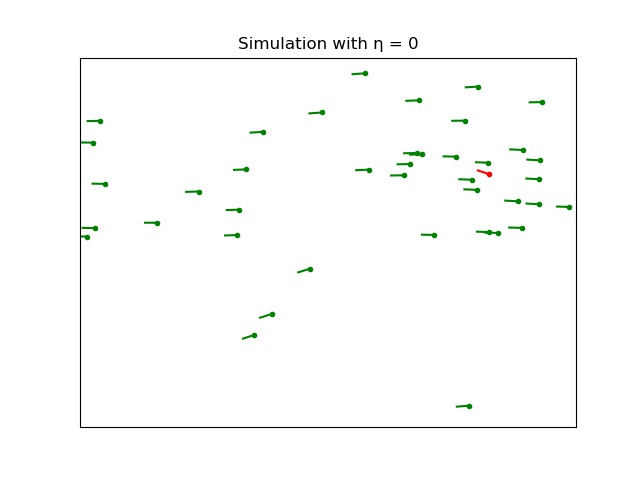 Simulation with η = 0